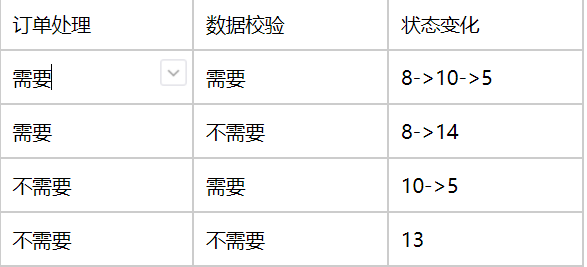 订单处理 数据校验 状态变化
需要 需要 8->10->5
需要 不需要 8->14
不需要 需要 10->5
不需要 不需要 13